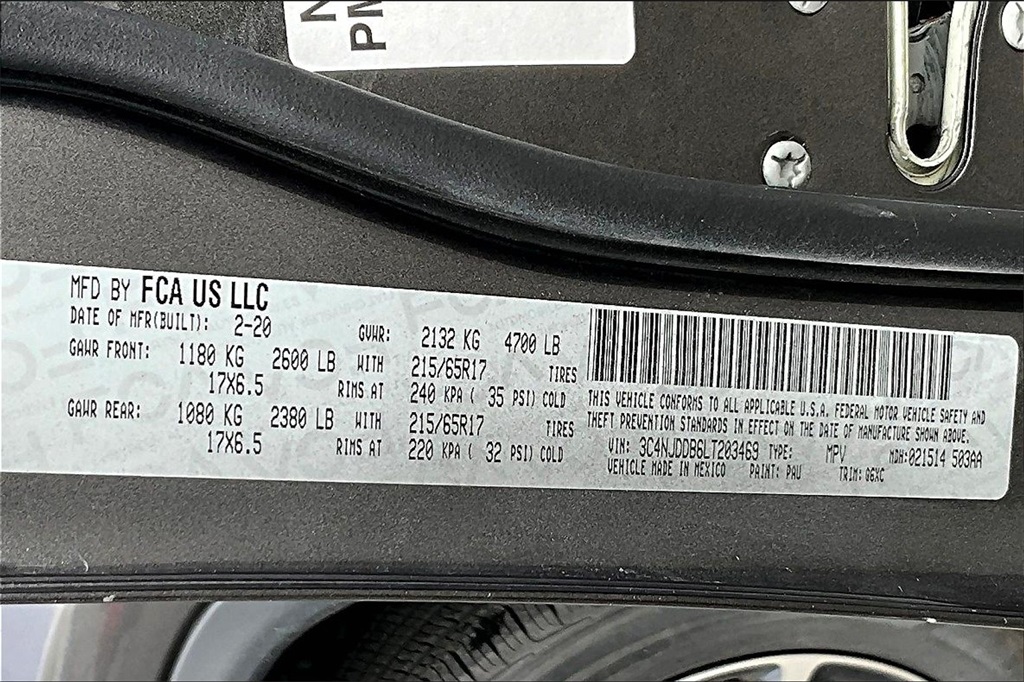 PM
MFD BY FCA US LLC
DATE OF MFR(BUILT): 2-20 GVWR: 2132 KG 4700 LB
GAWR FRONT: 1180 KG 2600 LB WITH 215/65R17 TIRES
17X6.5 RIMS AT 240 KPA ( 35 PSI) COLD
GAWR REAR: 1080 KG 2380 LB WITH 215/65R17 TIRES
17X6.5 RIMS AT 220 KPA ( 32 PSI) COLD
THIS VEHICLE CONFORMS TO ALL APPLICABLE U.S.A. FEDERAL MOTOR VEHICLE SAFETY AND
THEFT PREVENTION STANDARDS IN EFFECT ON THE DATE OF MANUFACTURE SHOWN ABOVE.
VIN: 3C4NJDDB6LT203469 TYPE: MPV MDH:021514 503AA
VEHICLE MADE IN MEXICO PAINT: PAU TRIM: